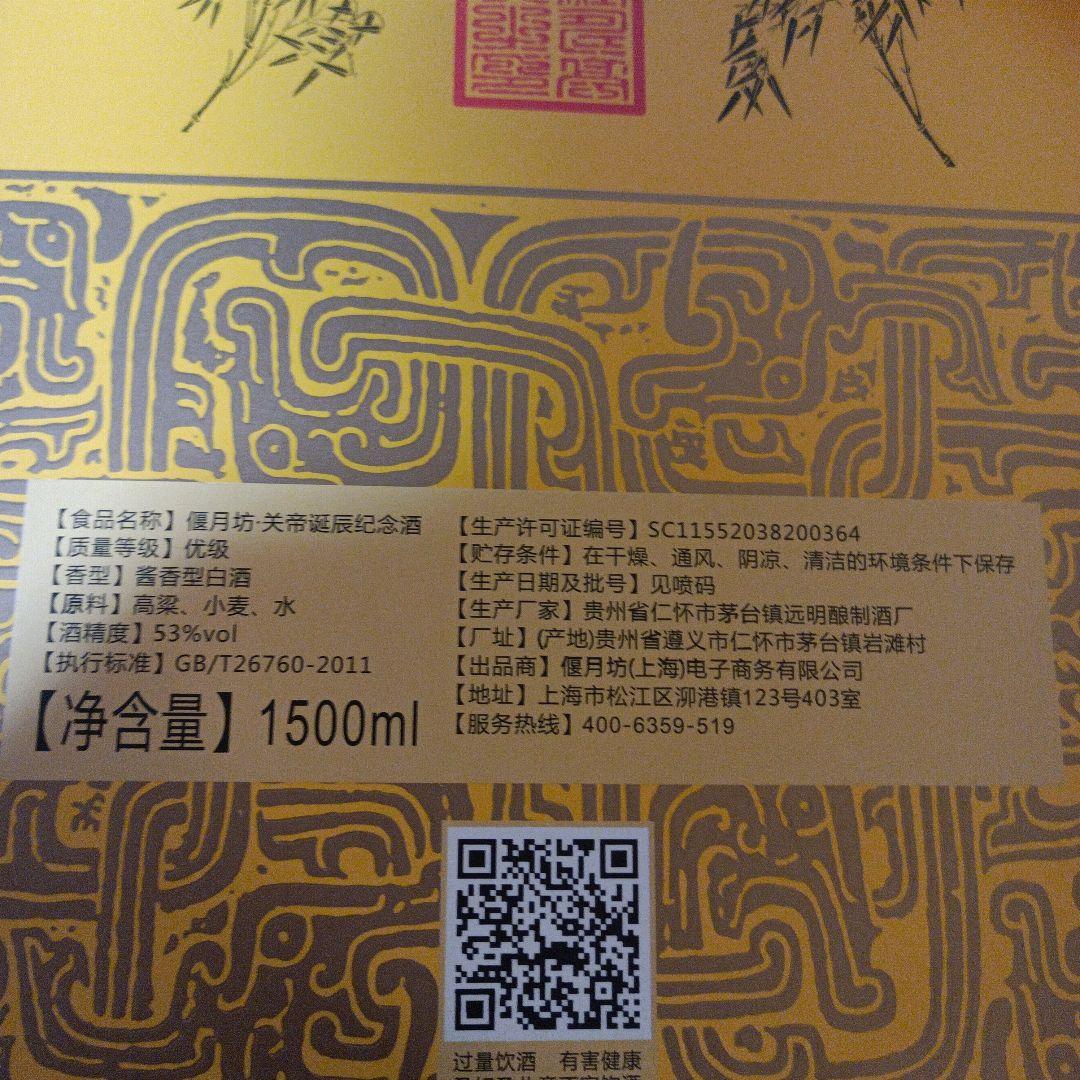 【食品名称】偃月坊·关帝诞辰纪念酒
【质量等级】优级
【香型】酱香型白酒
【原料】高粱、小麦、水
【酒精度】53%vol
【执行标准】GB/T26760-2011
【净含量】1500ml
【生产许可证编号】SC11552038200364
【贮存条件】在干燥、通风、阴凉、清洁的环境条件下保存
【生产日期及批号】见喷码
【生产厂家】贵州省仁怀市茅台镇远明酿制酒厂
【厂址】(产地)贵州省遵义市仁怀市茅台镇岩滩村
【出品商】偃月坊(上海)电子商务有限公司
【地址】上海市松江区泖港镇123号403室
【服务热线】400-6359-519
过量饮酒 有害健康